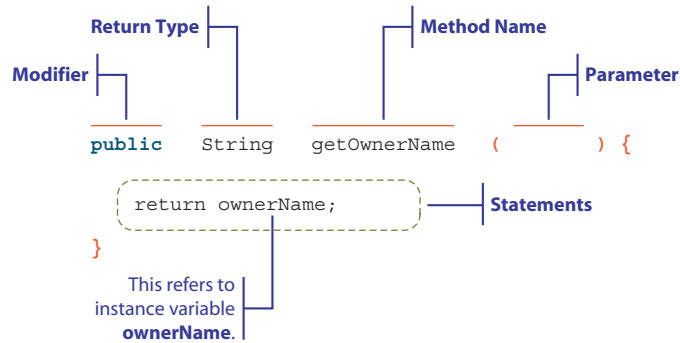 Return Type
Method Name
Modifier
Parameter
public String getOwnerName ( ) {
return ownerName;
Statements
}
This refers to
instance variable
ownerName.